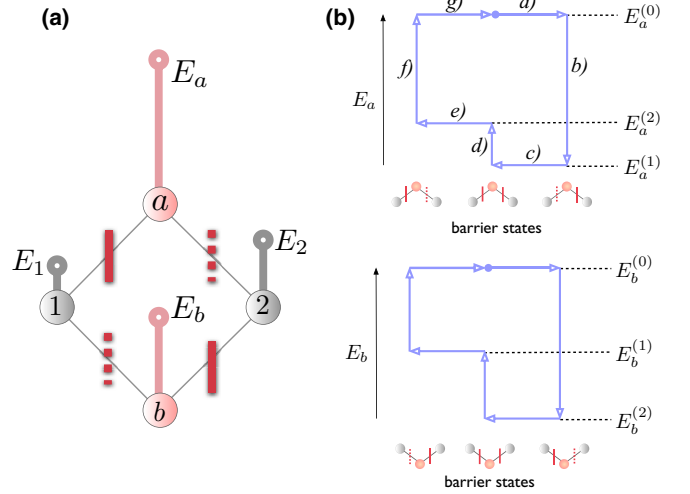 (a)
E_a
a
E_1
E_2
1
2
E_b
b
(b)
g)
a)
E_a^{(0)}
b)
f)
E_a
e)
E_a^{(2)}
d)
c)
E_a^{(1)}
barrier states
E_b^{(0)}
E_b
E_b^{(1)}
E_b^{(2)}
barrier states